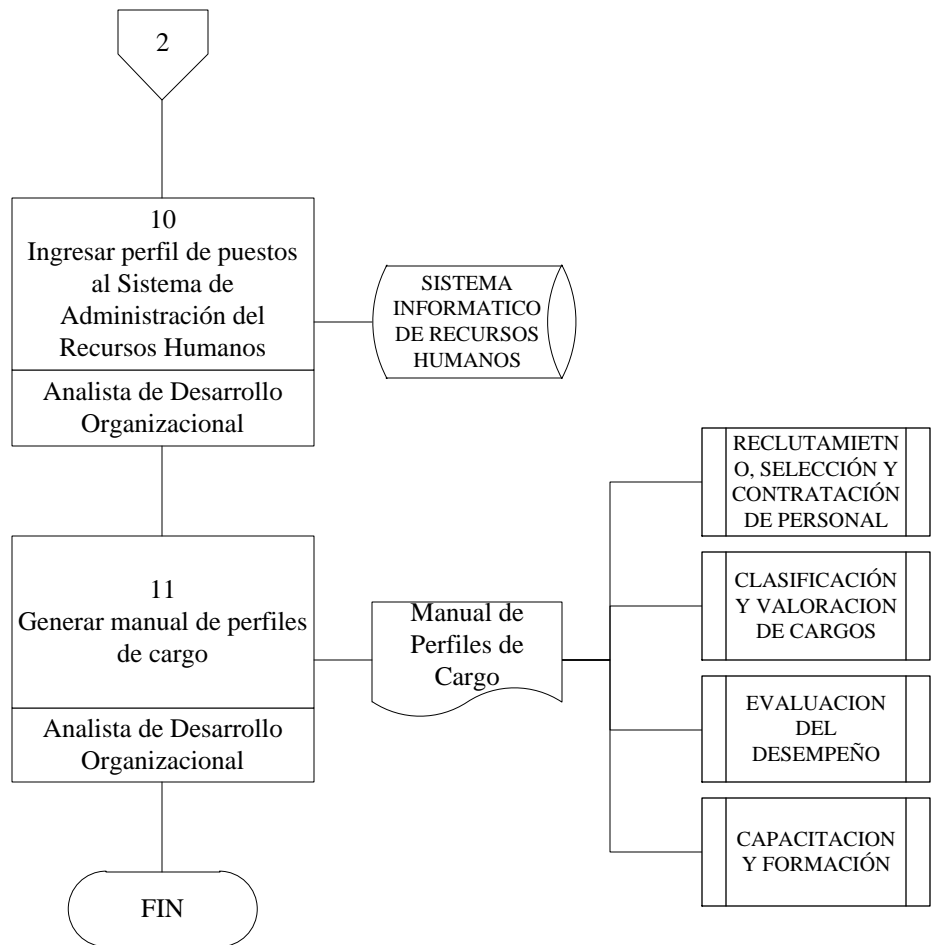 2
10
Ingresar perfil de puestos
al Sistema de
Administración del
Recursos Humanos
Analista de Desarrollo
Organizacional
SISTEMA
INFORMATICO
DE RECURSOS
HUMANOS
11
Generar manual de perfiles
de cargo
Analista de Desarrollo
Organizacional
Manual de
Perfiles de
Cargo
RECLUTAMIETN
O, SELECCIÓN Y
CONTRATACIÓN
DE PERSONAL
CLASIFICACIÓN
Y VALORACION
DE CARGOS
EVALUACION
DEL
DESEMPEÑO
CAPACITACION
Y FORMACIÓN
FIN